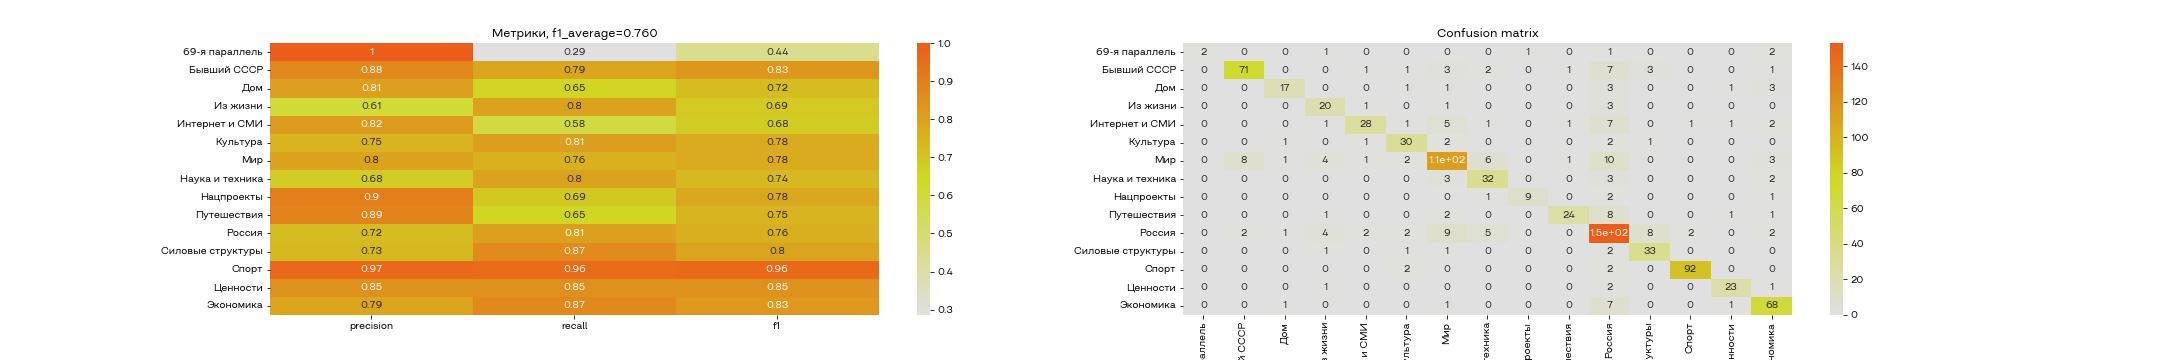 Метрики, f1_average=0.760
69-я параллель 1 0.29 0.44
Бывший СССР 0.88 0.79 0.83
Дом 0.81 0.65 0.72
Из жизни 0.61 0.8 0.69
Интернет и СМИ 0.82 0.58 0.68
Культура 0.75 0.81 0.78
Мир 0.8 0.76 0.78
Наука и техника 0.68 0.8 0.74
Нацпроекты 0.9 0.69 0.78
Путешествия 0.89 0.65 0.75
Россия 0.72 0.81 0.76
Силовые структуры 0.73 0.87 0.8
Спорт 0.97 0.96 0.96
Ценности 0.85 0.85 0.85
Экономика 0.79 0.87 0.83
precision recall f1
1.0
0.9
0.8
0.7
0.6
0.5
0.4
0.3
Confusion matrix
69-я параллель 2 0 0 1 0 0 0 0 1 0 1 0 0 0 2
Бывший СССР 0 71 0 0 1 1 3 2 0 1 7 3 0 0 1
Дом 0 0 17 0 0 1 1 0 0 0 3 0 0 1 3
Из жизни 0 0 0 20 1 0 1 0 0 0 3 0 0 0 0
Интернет и СМИ 0 0 0 1 28 1 5 1 0 1 7 0 1 1 2
Культура 0 0 1 0 1 30 2 0 0 0 2 1 0 0 0
Мир 0 8 1 4 1 2 1.1e+02 6 0 1 10 0 0 0 3
Наука и техника 0 0 0 0 0 0 3 32 0 0 3 0 0 0 2
Нацпроекты 0 0 0 0 0 0 0 1 9 0 2 0 0 0 1
Путешествия 0 0 0 1 0 0 2 0 0 24 8 0 0 1 1
Россия 0 2 1 4 2 2 9 5 0 0 1.5e+02 8 2 0 2
Силовые структуры 0 0 0 1 0 1 1 0 0 0 2 33 0 0 0
Спорт 0 0 0 0 0 2 0 0 0 0 2 0 92 0 0
Ценности 0 0 0 0 0 0 0 0 0 0 2 0 0 23 1
Экономика 0 0 1 0 0 0 1 0 0 0 7 0 0 1 68
аллель
й СССР
Дом
з жизни
и СМИ
ультура
Мир
техника
роекты
ествия
Россия
уктуры
Спорт
нности
номика
140
120
100
80
60
40
20
0